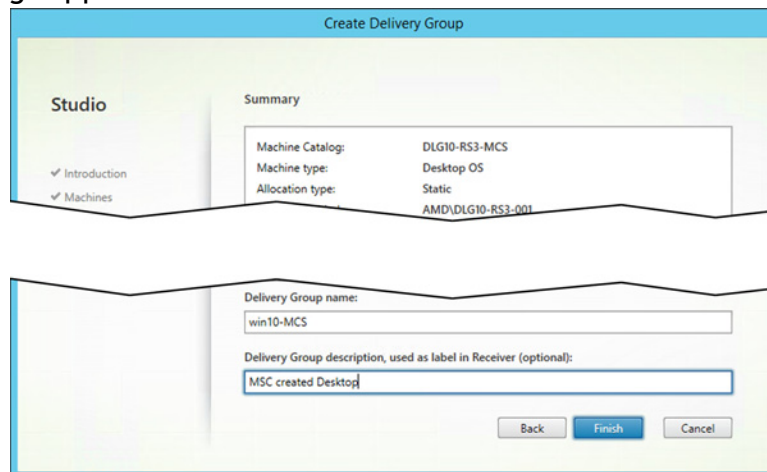 Create Delivery Group
Studio
Summary
Machine Catalog: DLG10-RS3-MCS
Machine type: Desktop OS
✔ Introduction
Allocation type: Static
✔ Machines
AMD\DLG10-RS3-001
Delivery Group name:
win10-MCS
Delivery Group description, used as label in Receiver (optional):
MSC created Desktop
Back Finish Cancel